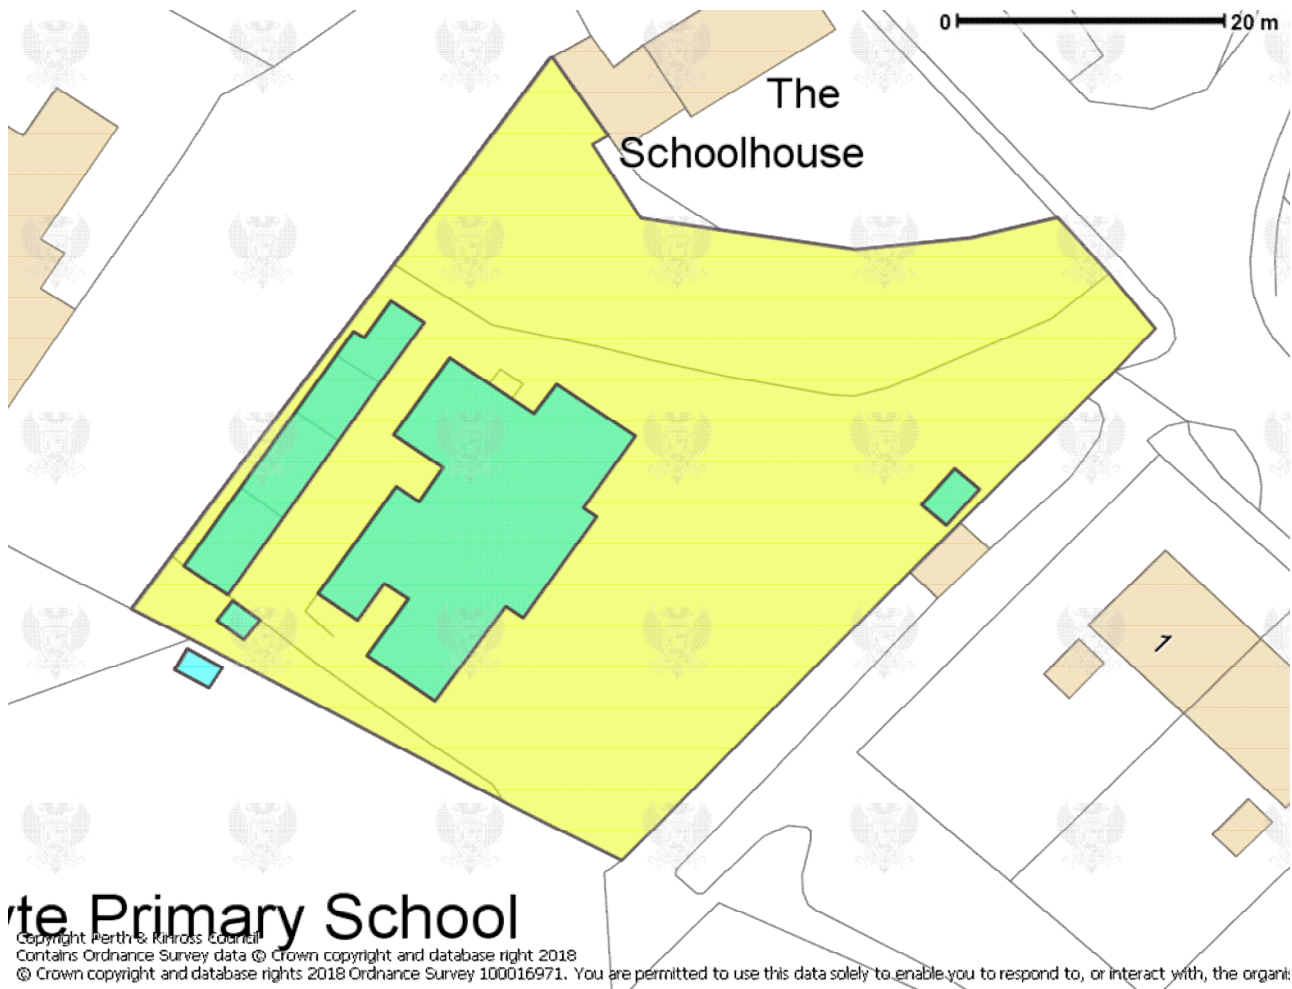 0 20 m
The
Schoolhouse
1
yte Primary School
Copyright Perth & Kinross Council
Contains Ordnance Survey data © Crown copyright and database right 2018
© Crown copyright and database rights 2018 Ordnance Survey 100016971. You are permitted to use this data solely to enable you to respond to, or interact with, the organis